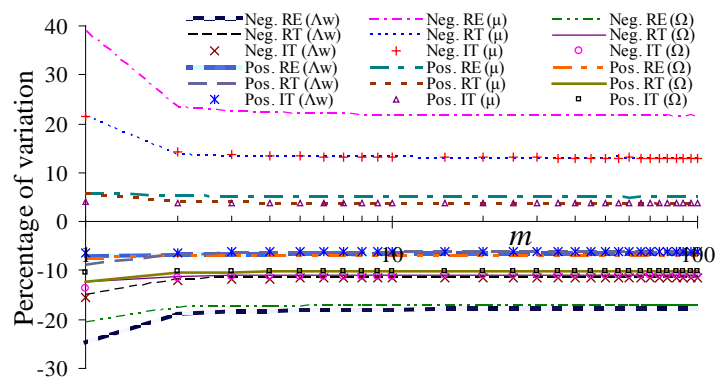 Neg. RE (Λw) Neg. RE (μ) Neg. RE (Ω)
Neg. RT (Λw) Neg. RT (μ) Neg. RT (Ω)
Neg. IT (Λw) Neg. IT (μ) Neg. IT (Ω)
Pos. RE (Λw) Pos. RE (μ) Pos. RE (Ω)
Pos. RT (Λw) Pos. RT (μ) Pos. RT (Ω)
Pos. IT (Λw) Pos. IT (μ) Pos. IT (Ω)
Percentage of variation
40
30
20
10
0
-10
-20
-30
m
10 100